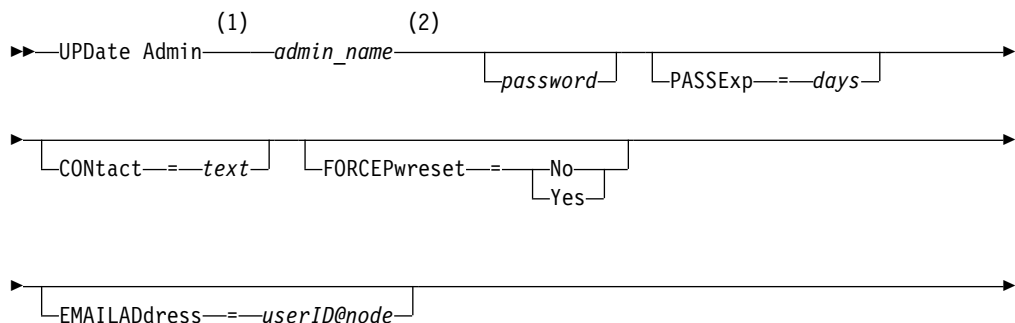 (1) (2)
UPDate Admin admin_name
password PASSExp = days
CONtact = text FORCEPwreset = No
Yes
EMAILADdress = userID@node